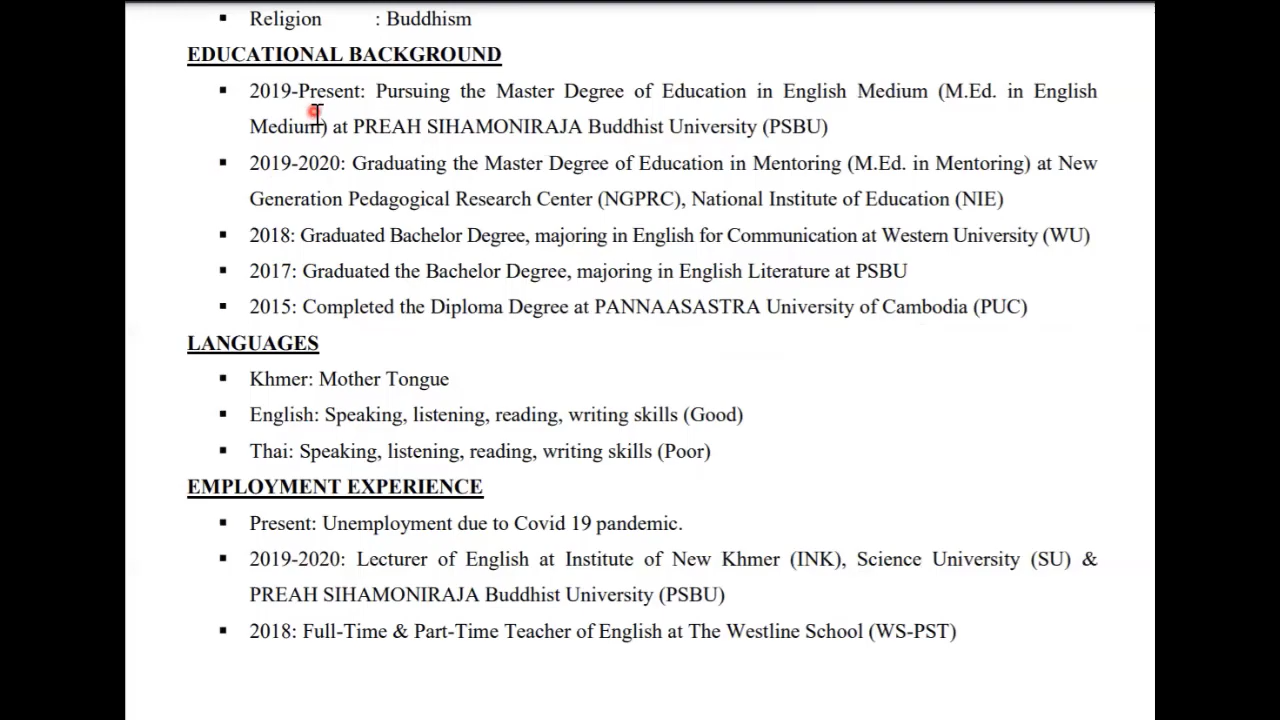 ▪ Religion : Buddhism
EDUCATIONAL BACKGROUND
▪ 2019-Present: Pursuing the Master Degree of Education in English Medium (M.Ed. in English
Medium) at PREAH SIHAMONIRAJA Buddhist University (PSBU)
▪ 2019-2020: Graduating the Master Degree of Education in Mentoring (M.Ed. in Mentoring) at New
Generation Pedagogical Research Center (NGPRC), National Institute of Education (NIE)
▪ 2018: Graduated Bachelor Degree, majoring in English for Communication at Western University (WU)
▪ 2017: Graduated the Bachelor Degree, majoring in English Literature at PSBU
▪ 2015: Completed the Diploma Degree at PANNAASASTRA University of Cambodia (PUC)
LANGUAGES
▪ Khmer: Mother Tongue
▪ English: Speaking, listening, reading, writing skills (Good)
▪ Thai: Speaking, listening, reading, writing skills (Poor)
EMPLOYMENT EXPERIENCE
▪ Present: Unemployment due to Covid 19 pandemic.
▪ 2019-2020: Lecturer of English at Institute of New Khmer (INK), Science University (SU) &
PREAH SIHAMONIRAJA Buddhist University (PSBU)
▪ 2018: Full-Time & Part-Time Teacher of English at The Westline School (WS-PST)